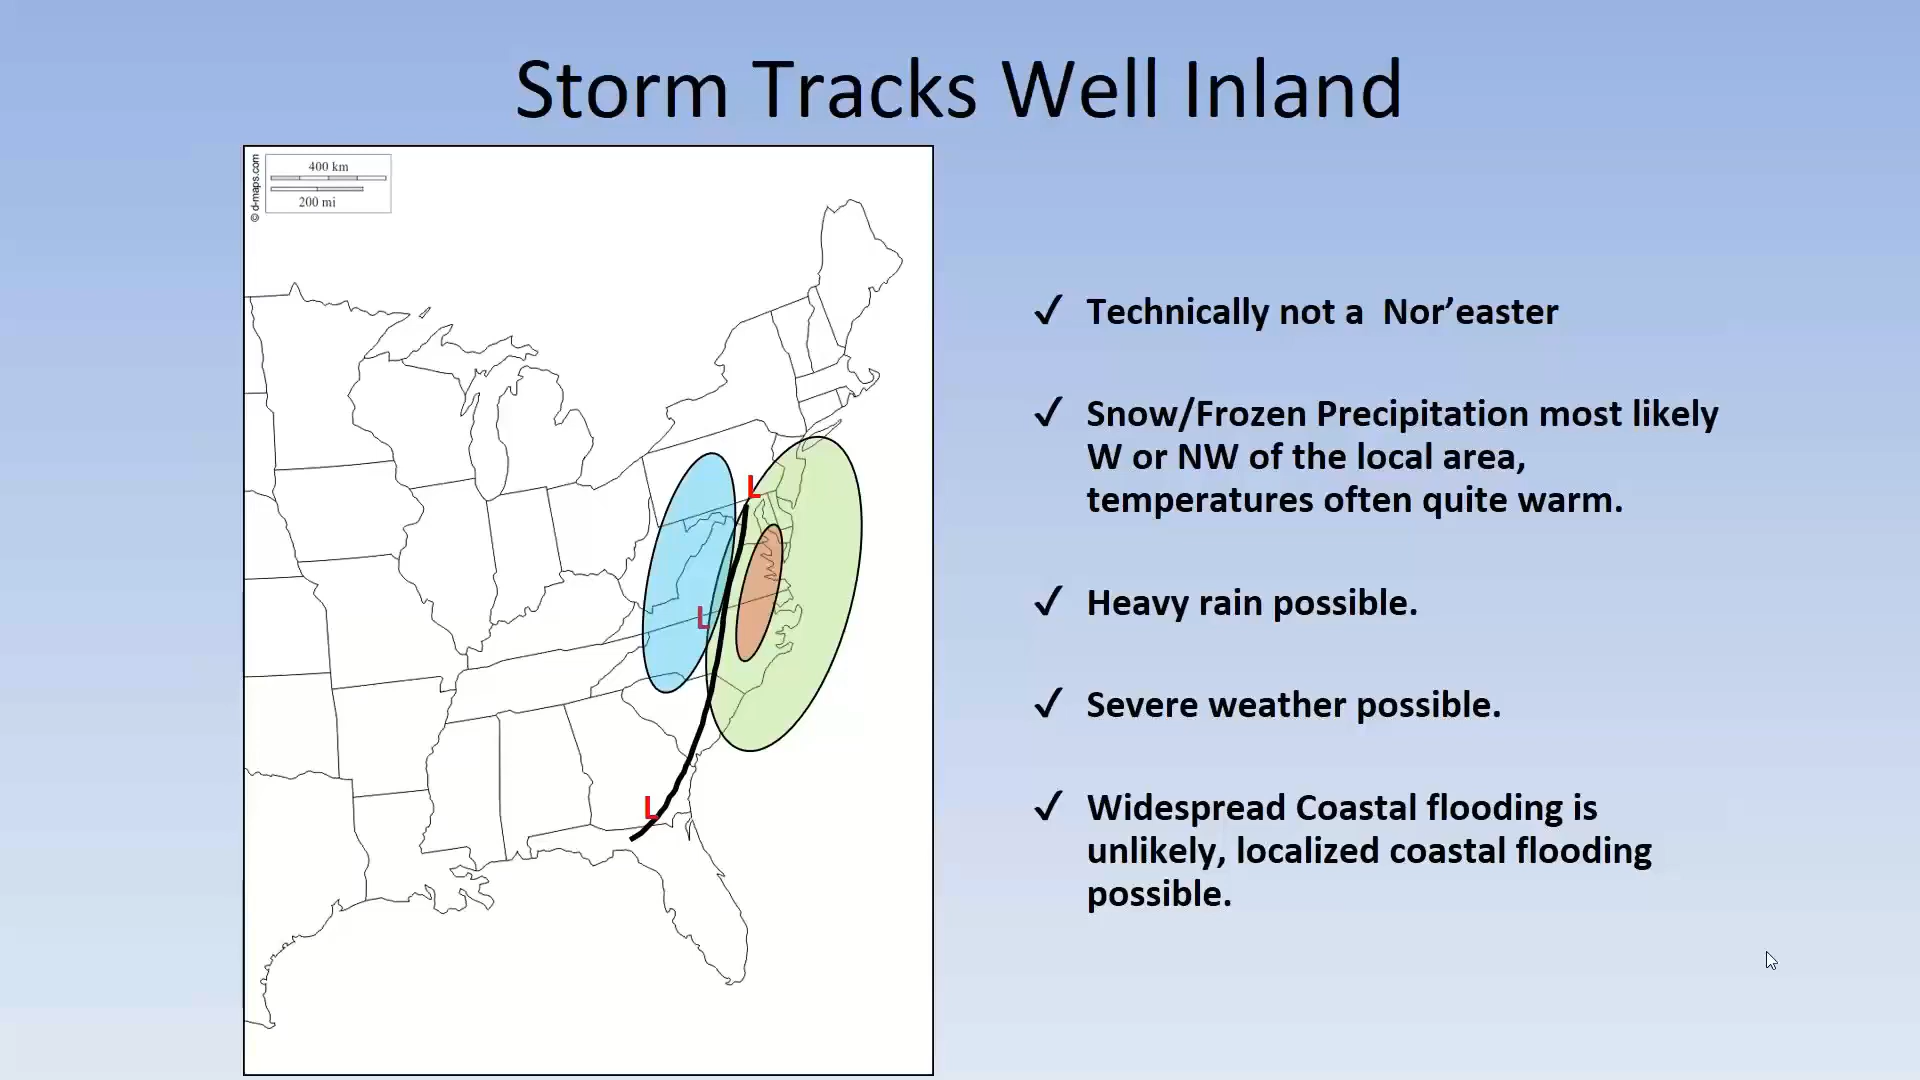 Storm Tracks Well Inland
© d-maps.com
400 km
200 mi
L
L
L
✓ Technically not a  Nor’easter
✓ Snow/Frozen Precipitation most likely
W or NW of the local area,
temperatures often quite warm.
✓ Heavy rain possible.
✓ Severe weather possible.
✓ Widespread Coastal flooding is
unlikely, localized coastal flooding
possible.